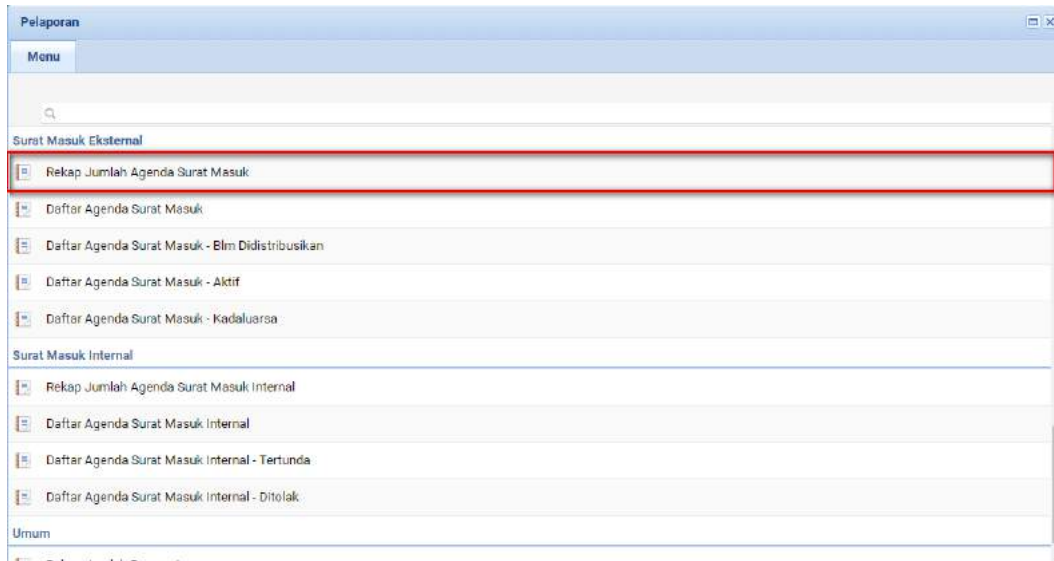 Pelaporan
Menu
Surat Masuk Eksternal
Rekap Jumlah Agenda Surat Masuk
Daftar Agenda Surat Masuk
Daftar Agenda Surat Masuk - Blm Didistribusikan
Daftar Agenda Surat Masuk - Aktif
Daftar Agenda Surat Masuk - Kadaluarsa
Surat Masuk Internal
Rekap Jumlah Agenda Surat Masuk Internal
Daftar Agenda Surat Masuk Internal
Daftar Agenda Surat Masuk Internal - Tertunda
Daftar Agenda Surat Masuk Internal - Ditolak
Umum